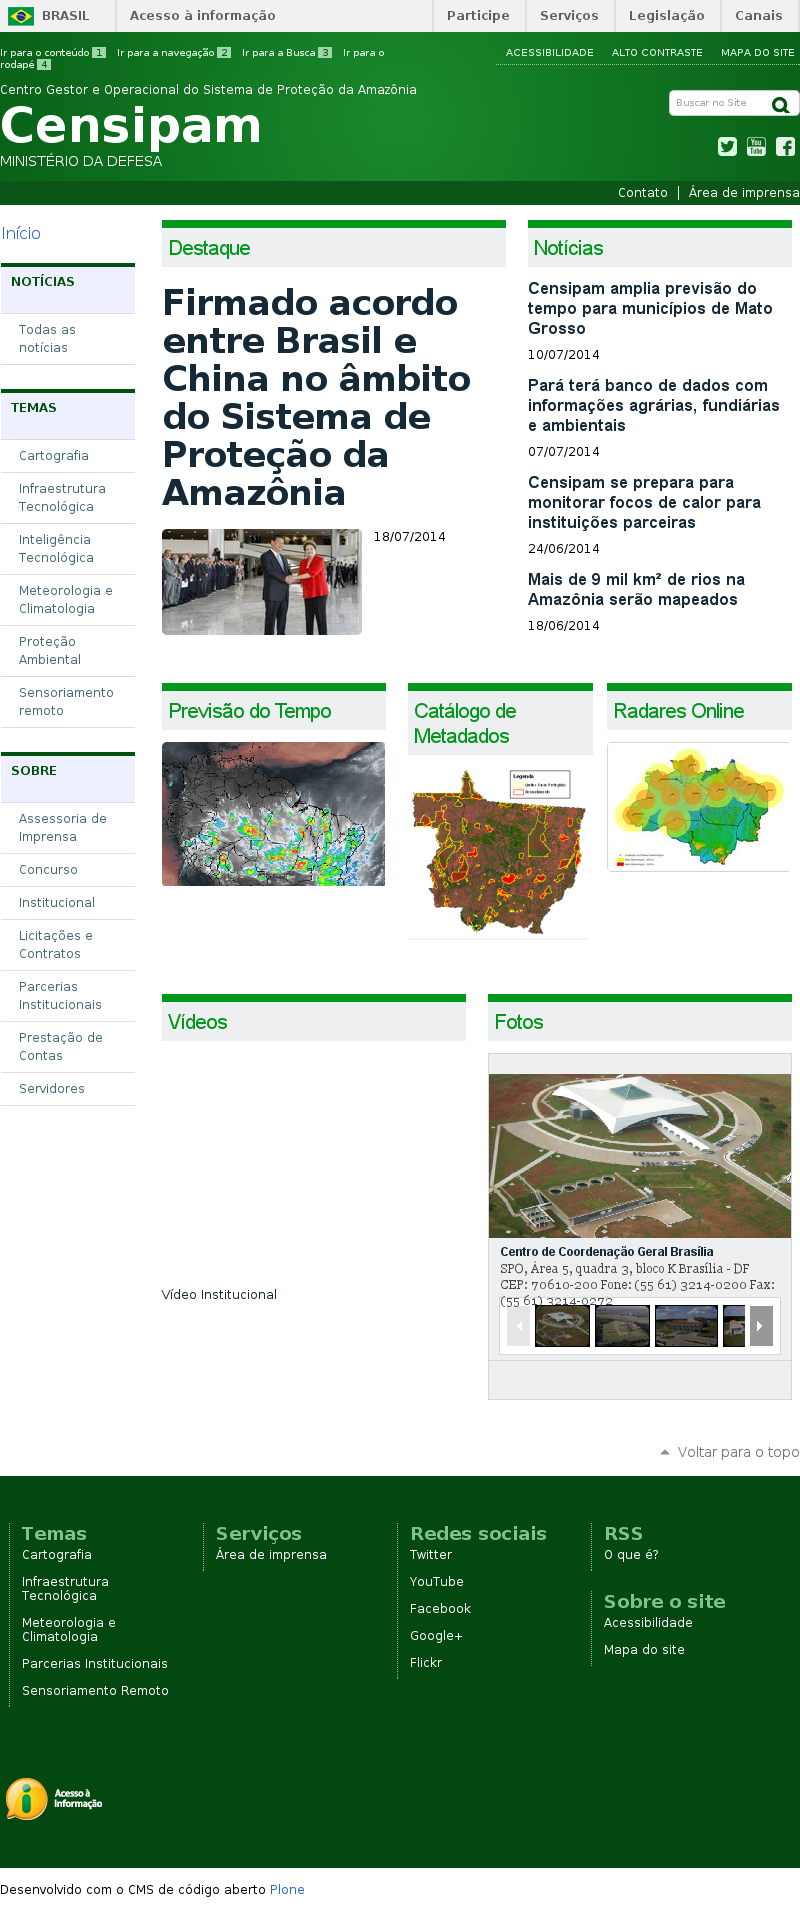 BRASIL
Acesso à informação
Participe
Serviços
Legislação
Canais
Ir para o conteúdo 1 Ir para a navegação 2 Ir para a Busca 3 Ir para o
rodapé 4
ACESSIBILIDADE
ALTO CONTRASTE
MAPA DO SITE
Centro Gestor e Operacional do Sistema de Proteção da Amazônia
Censipam
MINISTÉRIO DA DEFESA
Buscar no Site
You
Tube
Contato
Área de imprensa
Início
NOTÍCIAS
Todas as
notícias
TEMAS
Cartografia
Infraestrutura
Tecnológica
Inteligência
Tecnológica
Meteorologia e
Climatologia
Proteção
Ambiental
Sensoriamento
remoto
SOBRE
Assessoria de
Imprensa
Concurso
Institucional
Licitações e
Contratos
Parcerias
Institucionais
Prestação de
Contas
Servidores
Destaque
Firmado acordo
entre Brasil e
China no âmbito
do Sistema de
Proteção da
Amazônia
18/07/2014
Notícias
Censipam amplia previsão do
tempo para municípios de Mato
Grosso
10/07/2014
Pará terá banco de dados com
informações agrárias, fundiárias
e ambientais
07/07/2014
Censipam se prepara para
monitorar focos de calor para
instituições parceiras
24/06/2014
Mais de 9 mil km² de rios na
Amazônia serão mapeados
18/06/2014
Previsão do Tempo
Catálogo de
Metadados
Legenda
Radares Online
Vídeos
Vídeo Institucional
Fotos
Centro de Coordenação Geral Brasília
SPO, Área 5, quadra 3, bloco K Brasília - DF
CEP: 70610-200 Fone: (55 61) 3214-0200 Fax:
(55 61) 3214-0272
Voltar para o topo
Temas
Cartografia
Infraestrutura
Tecnológica
Meteorologia e
Climatologia
Parcerias Institucionais
Sensoriamento Remoto
Serviços
Área de imprensa
Redes sociais
Twitter
YouTube
Facebook
Google+
Flickr
RSS
O que é?
Sobre o site
Acessibilidade
Mapa do site
Acesso à
Informação
Desenvolvido com o CMS de código aberto Plone